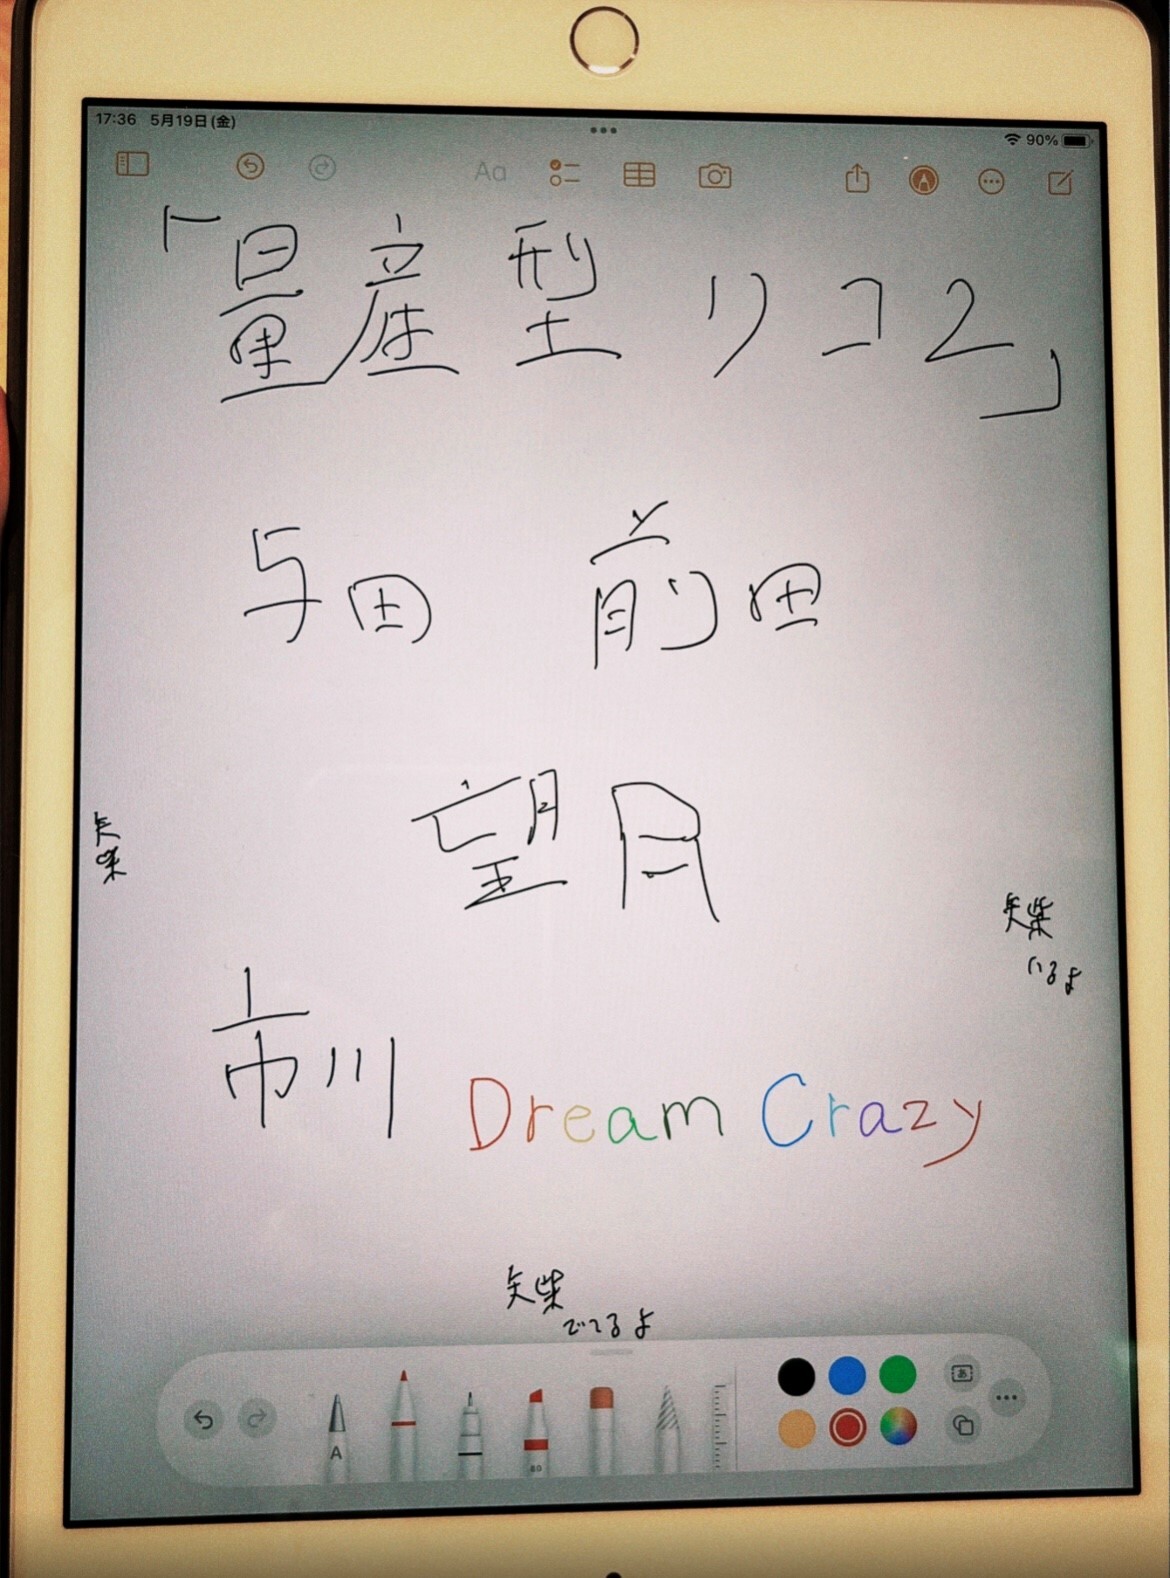 17:36 5月19日(金)
90%
Aa
「量産型リコ2」
与田 前田
望月
矢柴
矢柴
いるよ
市川
Dream Crazy
矢柴
でてるよ
A
80
あ